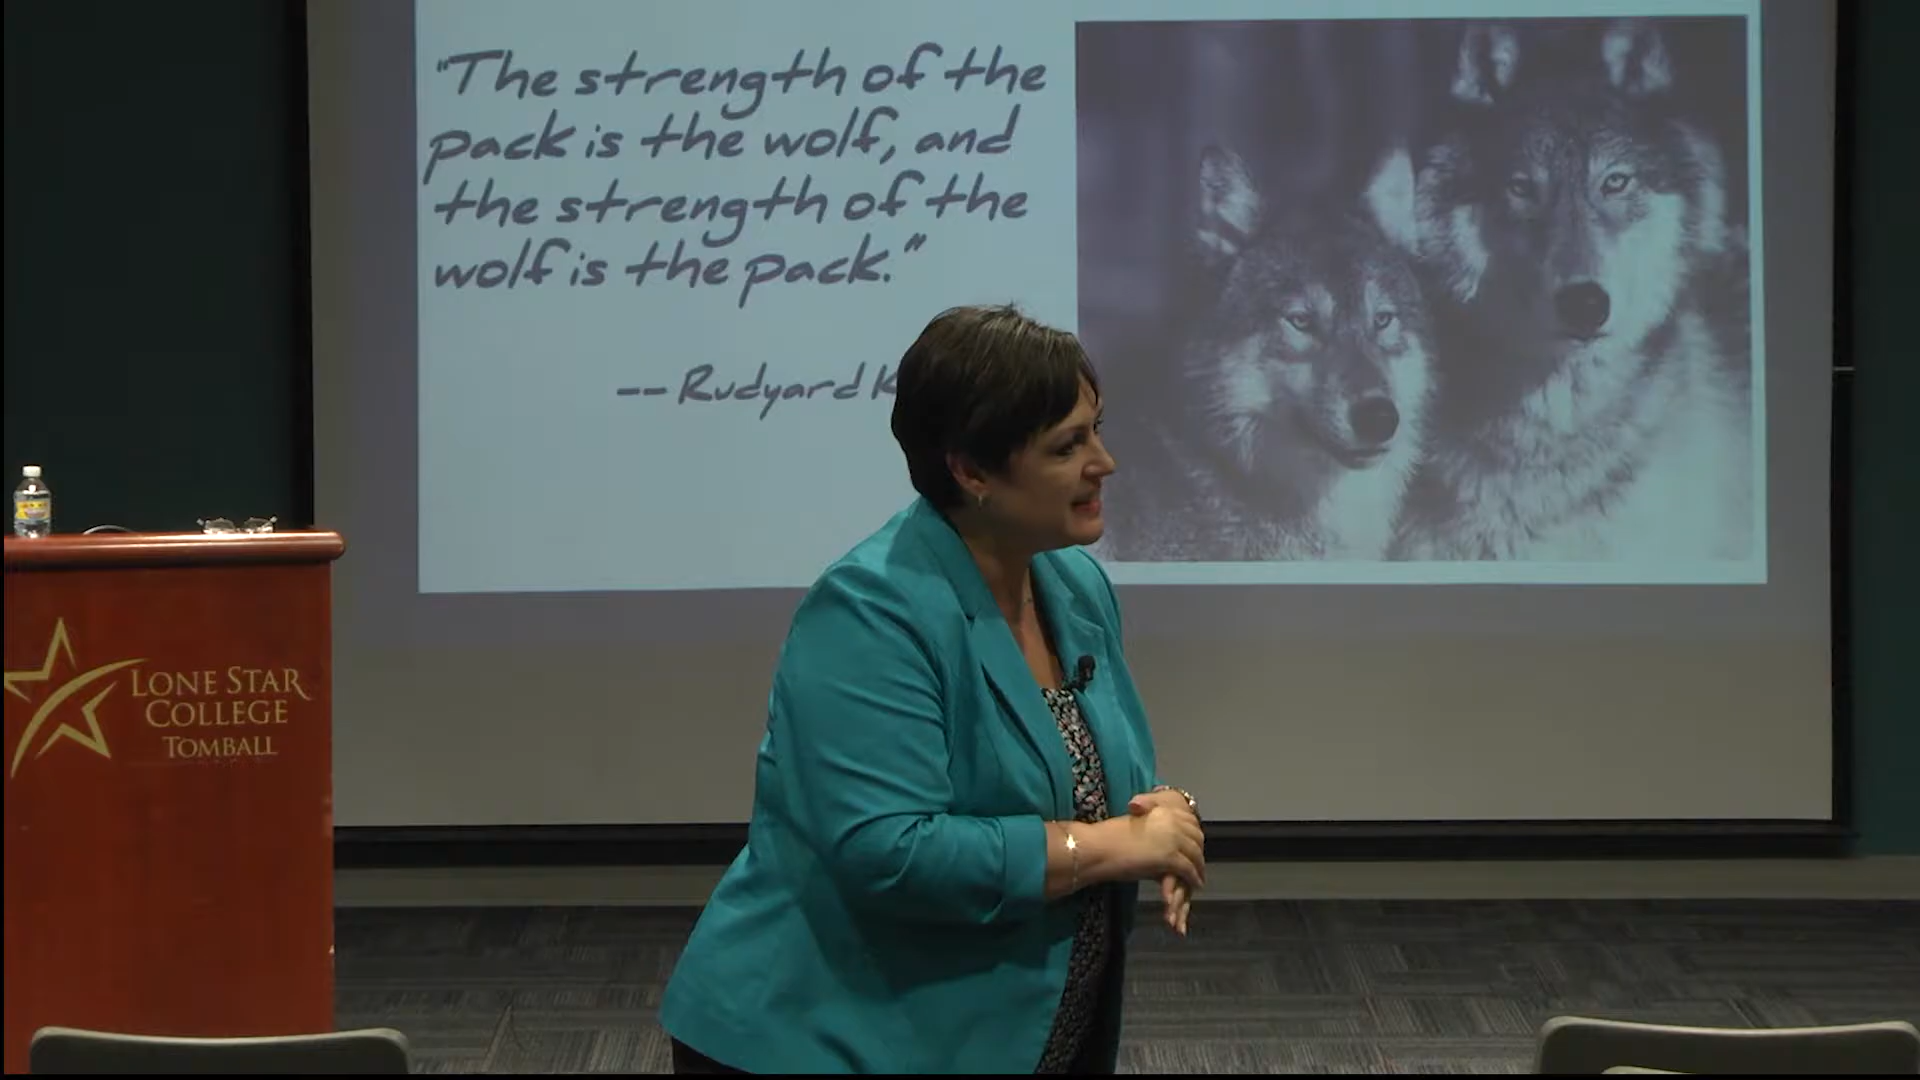 "The strength of the
pack is the wolf, and
the strength of the
wolf is the pack."
-- Rudyard K
LONE STAR
COLLEGE
TOMBALL